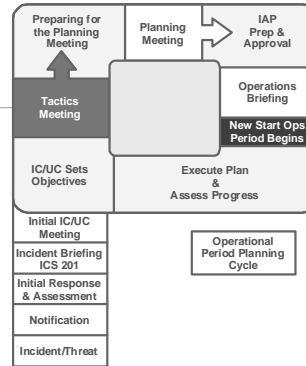 Preparing for
the Planning
Meeting
Planning
Meeting
IAP
Prep &
Approval
Tactics
Meeting
Operations
Briefing
New Start Ops
Period Begins
IC/UC Sets
Objectives
Execute Plan
&
Assess Progress
Initial IC/UC
Meeting
Incident Briefing
ICS 201
Initial Response
& Assessment
Notification
Incident/Threat
Operational
Period Planning
Cycle